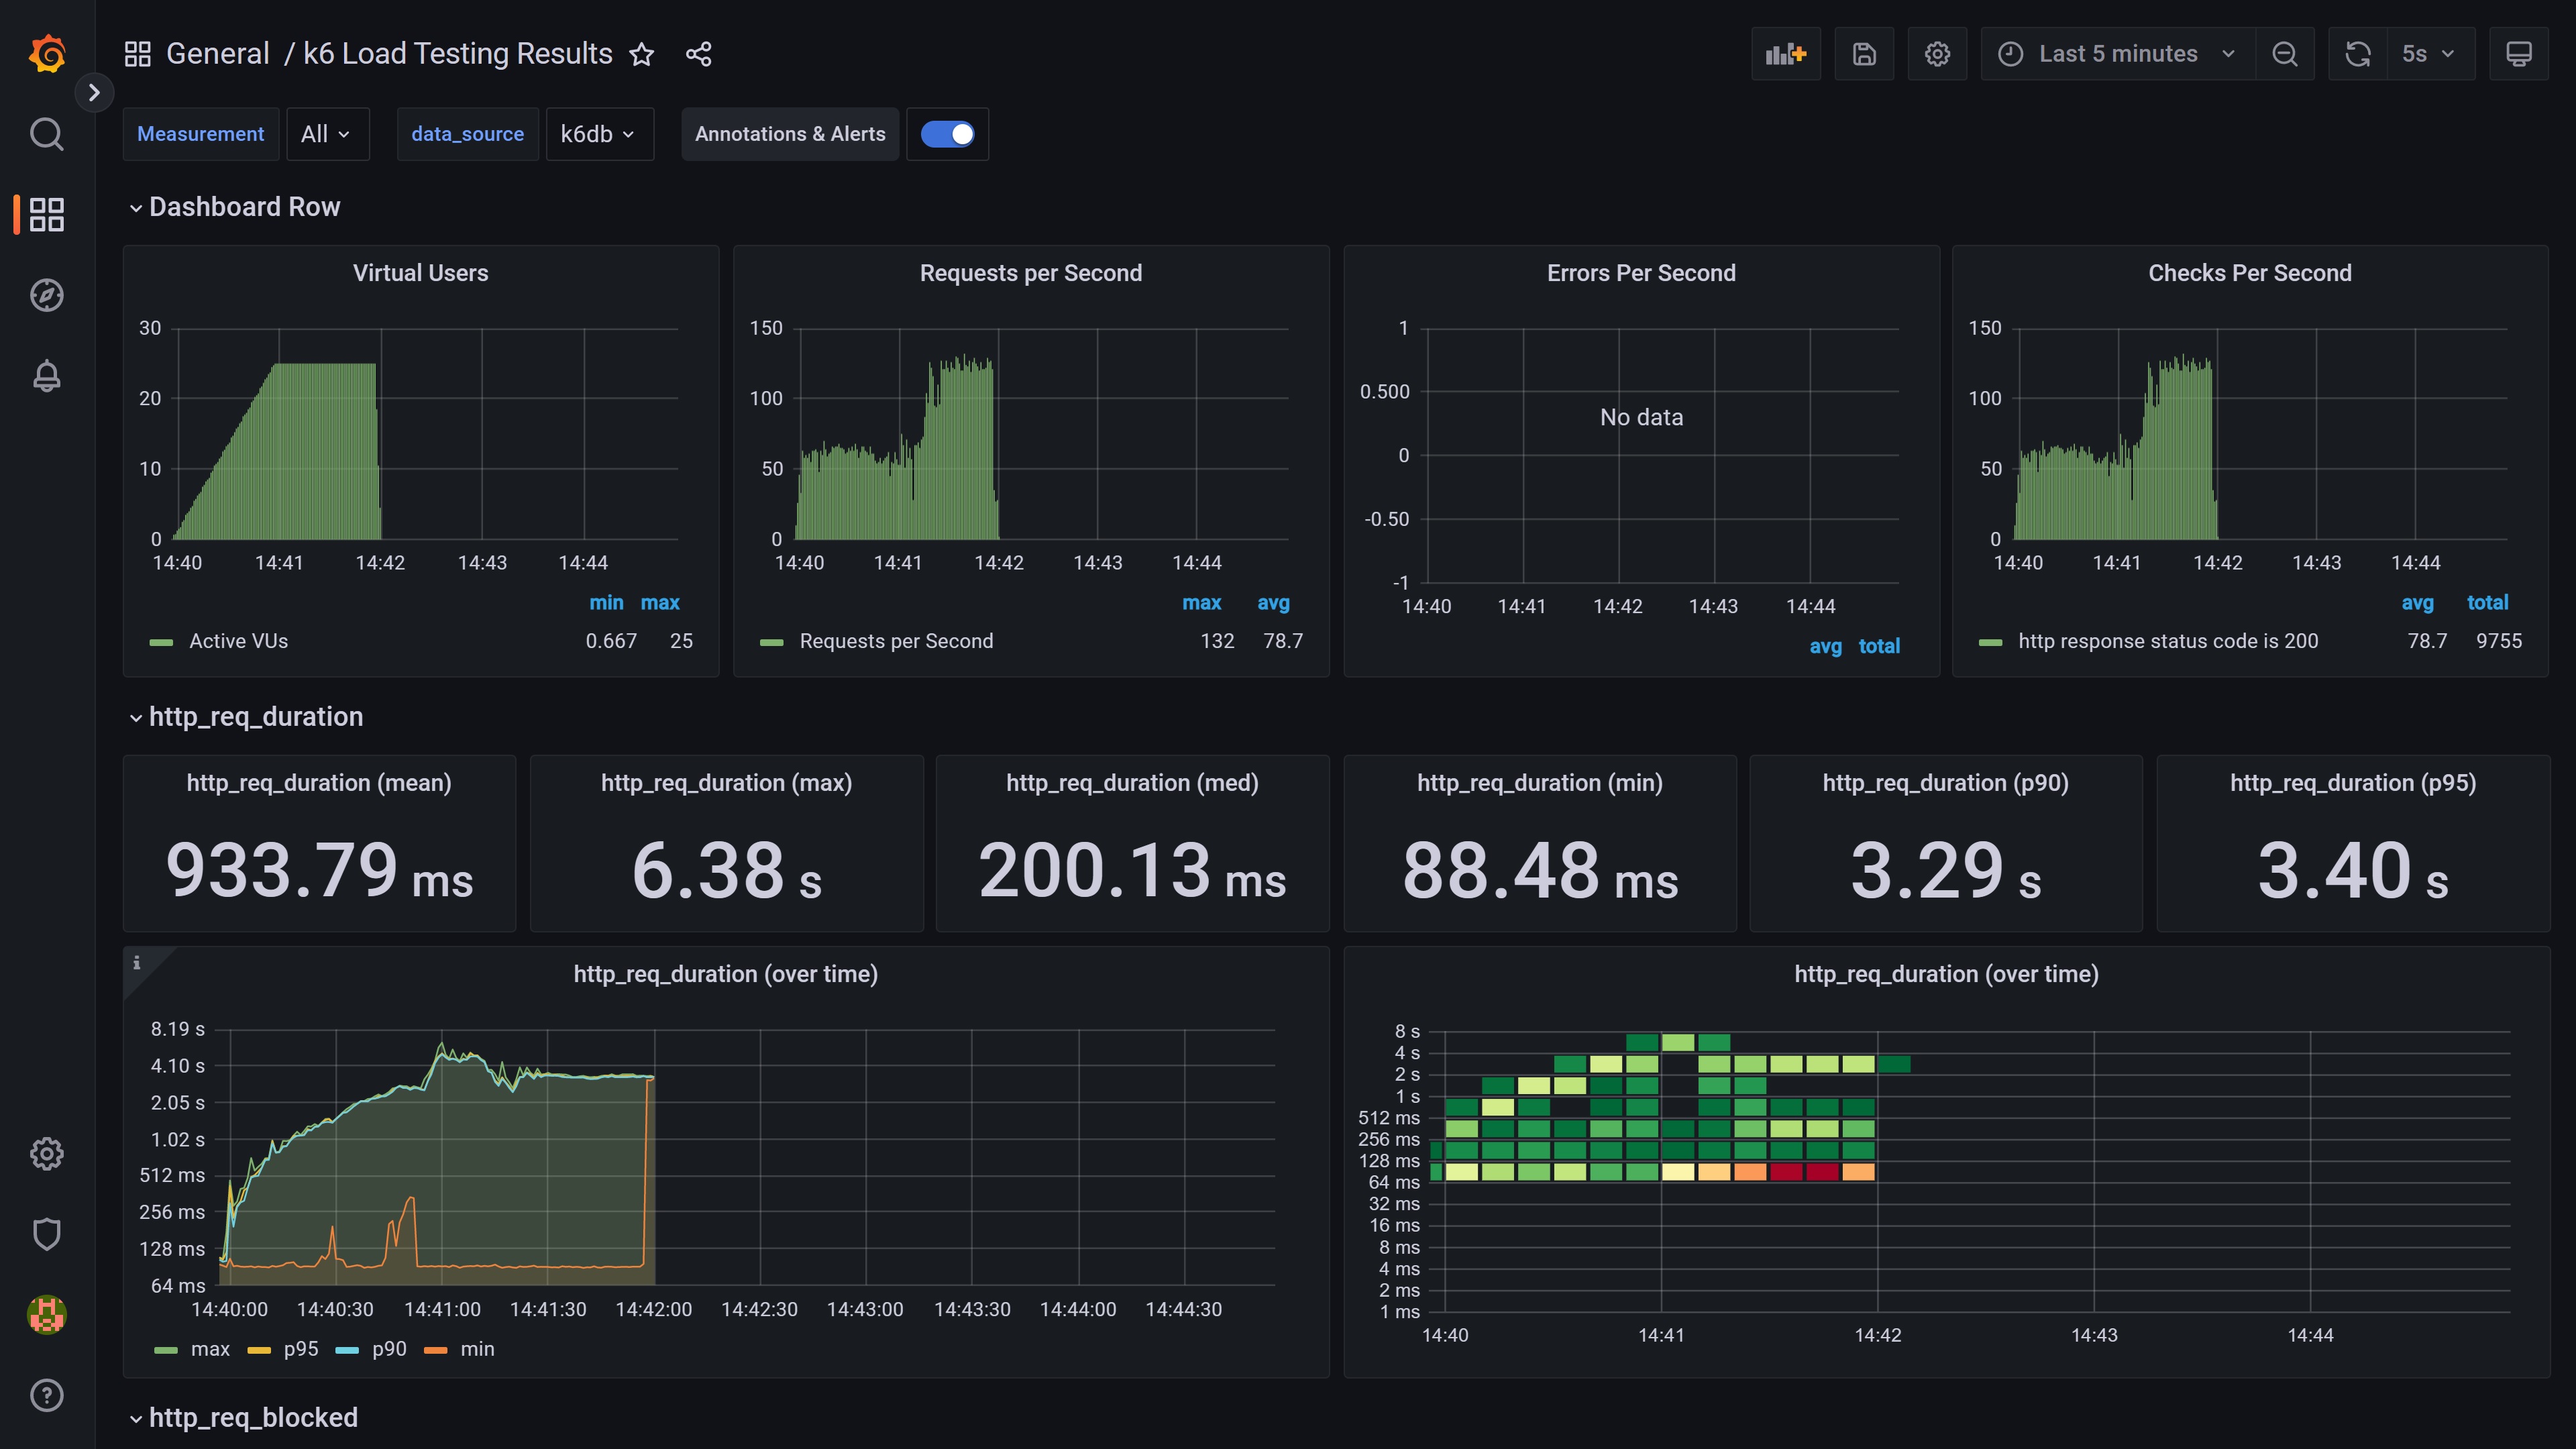 General / k6 Load Testing Results
Last 5 minutes
5s
Measurement All data_source k6db Annotations & Alerts
Dashboard Row
Virtual Users
30
20
10
0
14:40 14:41 14:42 14:43 14:44
min max
Active VUs 0.667 25
Requests per Second
150
100
50
0
14:40 14:41 14:42 14:43 14:44
max avg
Requests per Second 132 78.7
Errors Per Second
1
0.500
No data
0
-0.50
-1
14:40 14:41 14:42 14:43 14:44
avg total
Checks Per Second
150
100
50
0
14:40 14:41 14:42 14:43 14:44
avg total
http response status code is 200 78.7 9755
http_req_duration
http_req_duration (mean)
933.79 ms
http_req_duration (max)
6.38 s
http_req_duration (med)
200.13 ms
http_req_duration (min)
88.48 ms
http_req_duration (p90)
3.29 s
http_req_duration (p95)
3.40 s
i
http_req_duration (over time)
8.19 s
4.10 s
2.05 s
1.02 s
512 ms
256 ms
128 ms
64 ms
14:40:00 14:40:30 14:41:00 14:41:30 14:42:00 14:42:30 14:43:00 14:43:30 14:44:00 14:44:30
max p95 p90 min
http_req_duration (over time)
8 s
4 s
2 s
1 s
512 ms
256 ms
128 ms
64 ms
32 ms
16 ms
8 ms
4 ms
2 ms
1 ms
14:40 14:41 14:42 14:43 14:44
http_req_blocked